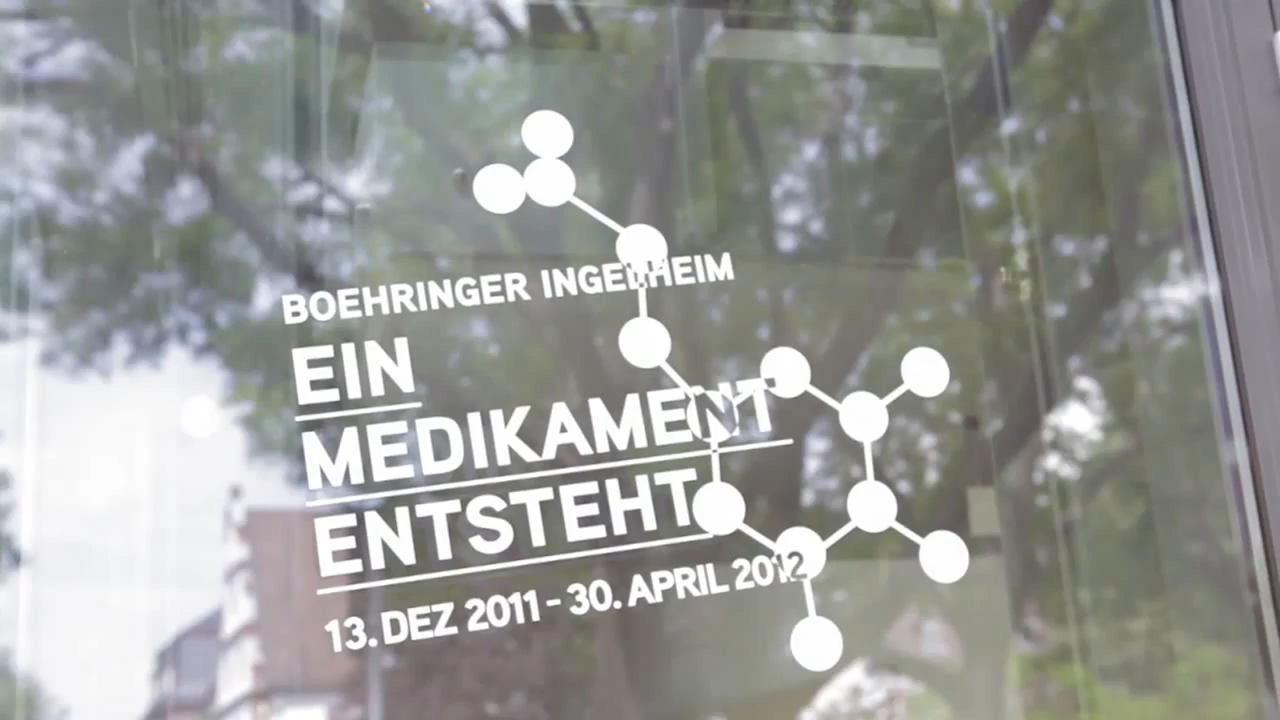 BOEHRINGER INGELHEIM
EIN
MEDIKAMENT
ENTSTEHT
13. DEZ 2011 - 30. APRIL 2012